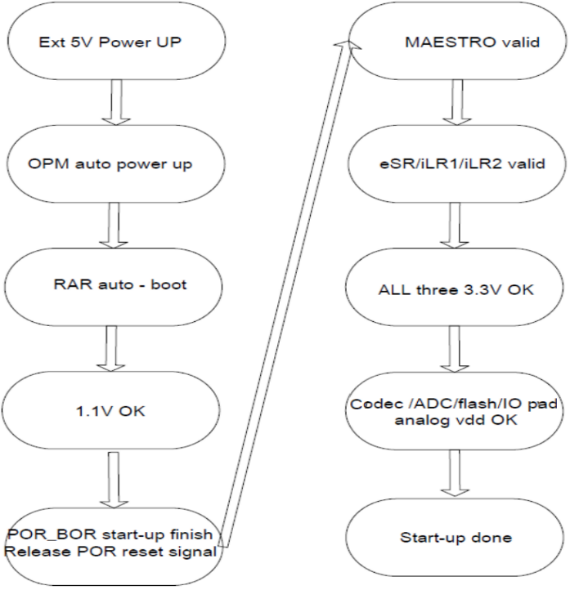 Ext 5V Power UP
OPM auto power up
RAR auto - boot
1.1V OK
POR_BOR start-up finish
Release POR reset signal
MAESTRO valid
eSR/iLR1/iLR2 valid
ALL three 3.3V OK
Codec /ADC/flash/IO pad
analog vdd OK
Start-up done